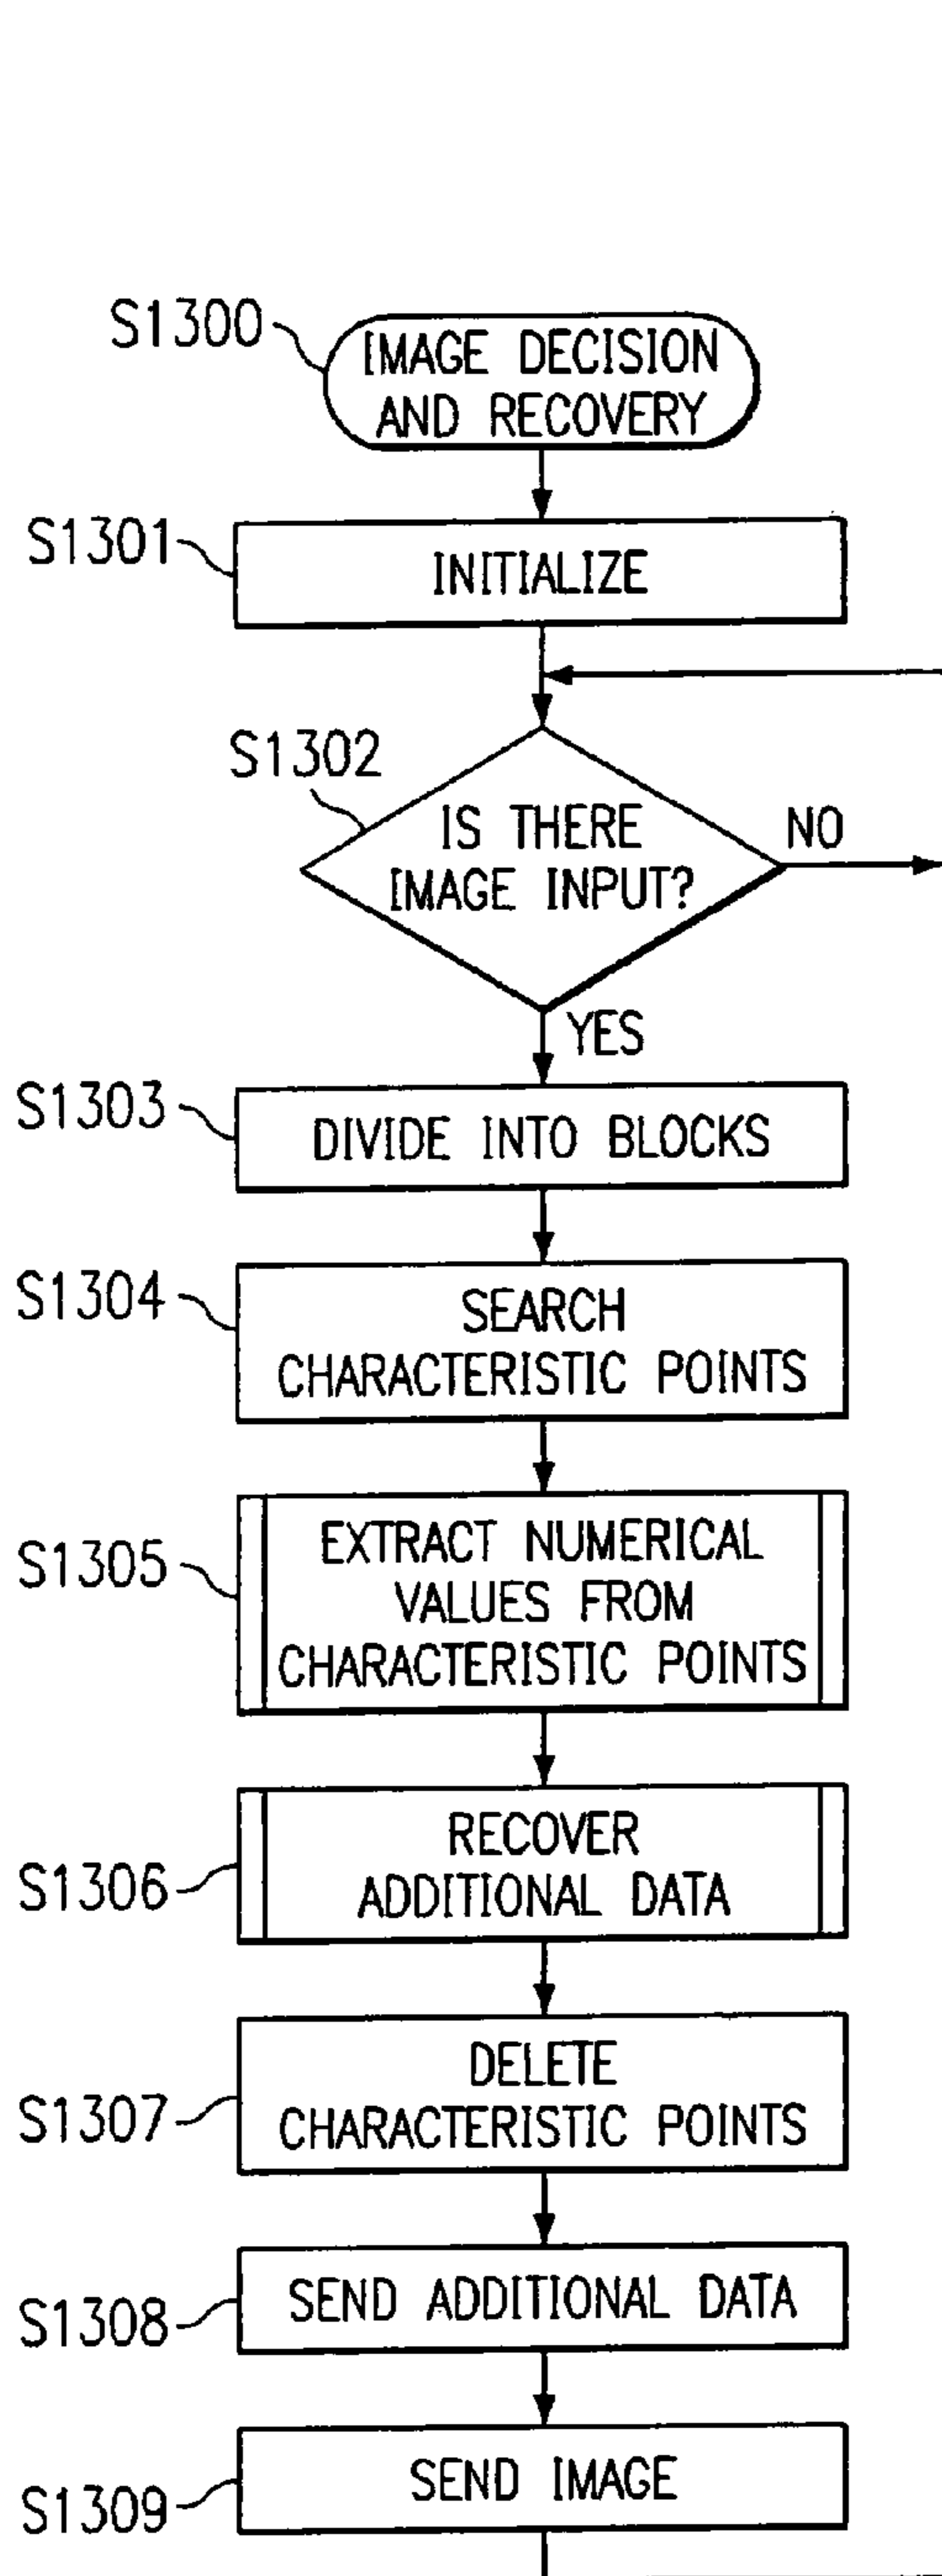 S1300
IMAGE DECISION
AND RECOVERY
S1301
INITIALIZE
S1302
IS THERE
IMAGE INPUT?
NO
YES
S1303
DIVIDE INTO BLOCKS
S1304
SEARCH
CHARACTERISTIC POINTS
S1305
EXTRACT NUMERICAL
VALUES FROM
CHARACTERISTIC POINTS
S1306
RECOVER
ADDITIONAL DATA
S1307
DELETE
CHARACTERISTIC POINTS
S1308
SEND ADDITIONAL DATA
S1309
SEND IMAGE